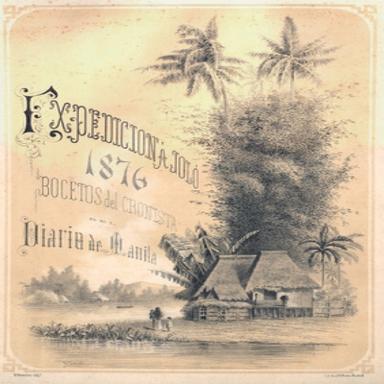 EXPEDICION À JOLÓ
1876
BOCETOS del CRONISTA
Diario de Manila